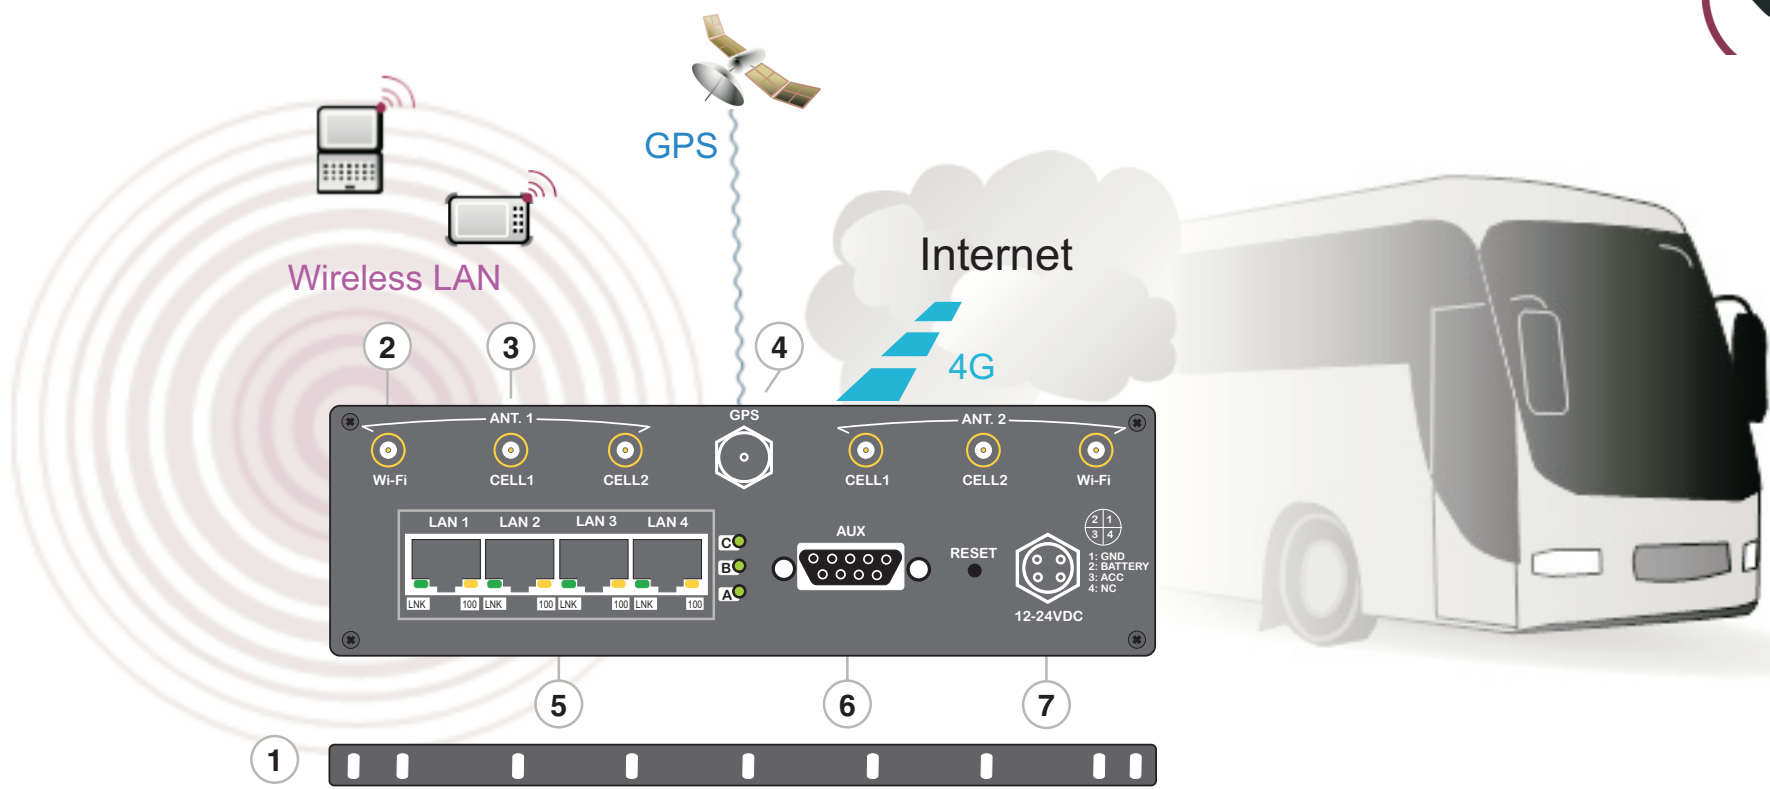 GPS
Internet
Wireless LAN
4G
2
3
4
ANT. 1
GPS
ANT. 2
Wi-Fi
CELL1
CELL2
CELL1
CELL2
Wi-Fi
LAN 1
LAN 2
LAN 3
LAN 4
LNK
100
LNK
100
LNK
100
LNK
100
C
B
A
AUX
RESET
2 1
3 4
1: GND
2: BATTERY
3: ACC
4: NC
12-24VDC
5
6
7
1